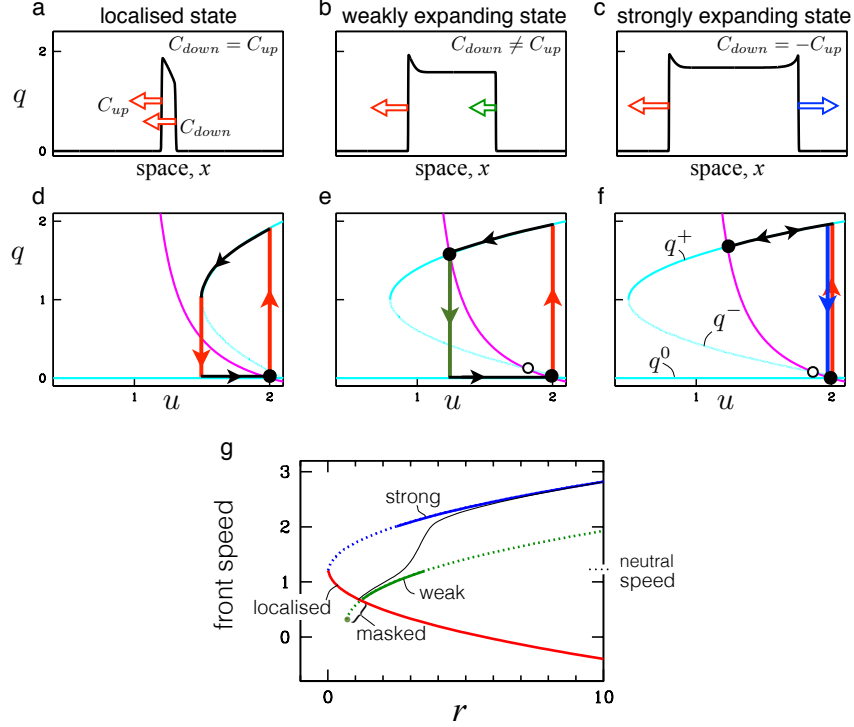 a localised state
b weakly expanding state
c strongly expanding state
C_down = C_up
C_down ≠ C_up
C_down = −C_up
2
q
1
0
C_up
C_down
space, x
space, x
space, x
d
e
f
2
q
1
0
q⁺
q⁻
q⁰
1 u 2
1 u 2
1 u 2
g
3
2
1
0
front speed
strong
weak
localised
masked
neutral
speed
0 r 10